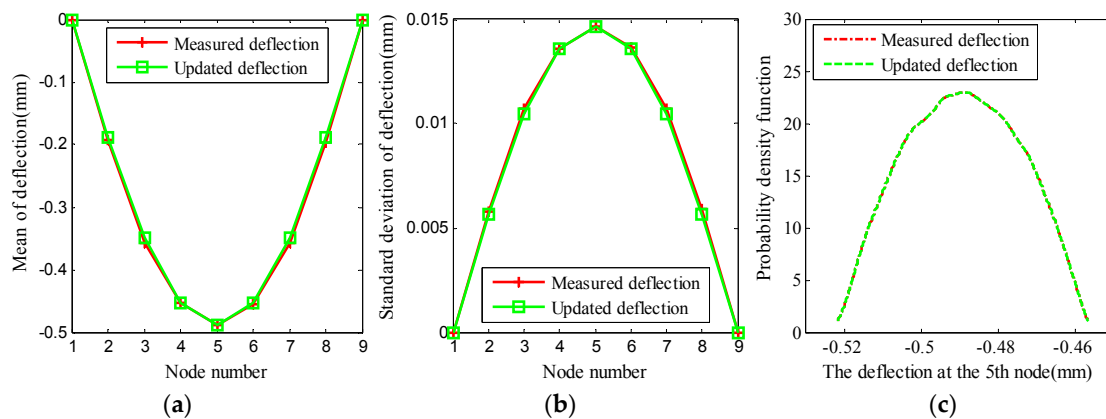 0
-0.1
-0.2
-0.3
-0.4
-0.5
1 2 3 4 5 6 7 8 9
Mean of deflection(mm)
Node number
Measured deflection
Updated deflection
(a)
0.015
0.01
0.005
0
1 2 3 4 5 6 7 8 9
Standard deviation of deflection(mm)
Node number
Measured deflection
Updated deflection
(b)
30
25
20
15
10
5
0
-0.52 -0.5 -0.48 -0.46
Probability density function
The deflection at the 5th node(mm)
Measured deflection
Updated deflection
(c)